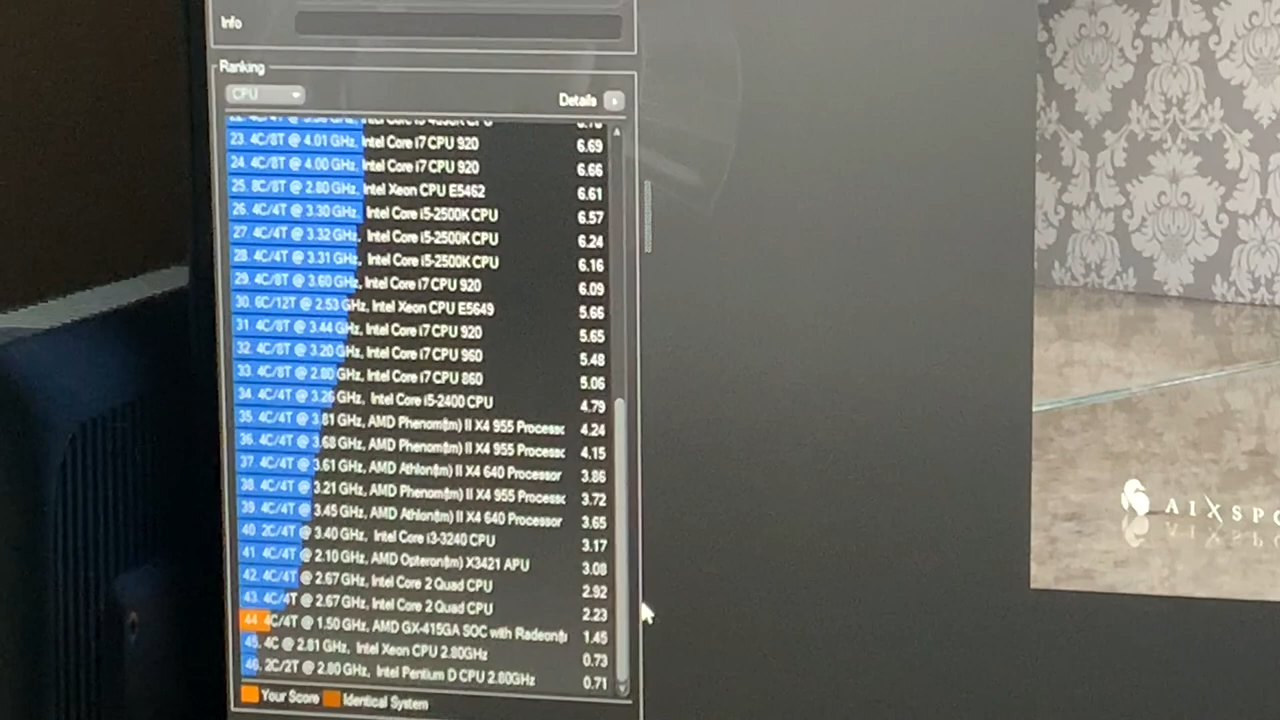 Info
Ranking
CPU
Details
23. 4C/8T @ 4.01 GHz, Intel Core i7 CPU 920 6.69
24. 4C/8T @ 4.00 GHz, Intel Core i7 CPU 920 6.66
25. 8C/8T @ 2.80 GHz, Intel Xeon CPU E5462 6.61
26. 4C/4T @ 3.30 GHz, Intel Core i5-2500K CPU 6.57
27. 4C/4T @ 3.32 GHz, Intel Core i5-2500K CPU 6.24
28. 4C/4T @ 3.31 GHz, Intel Core i5-2500K CPU 6.16
29. 4C/8T @ 3.60 GHz, Intel Core i7 CPU 920 6.09
30. 6C/12T @ 2.53 GHz, Intel Xeon CPU E5649 5.66
31. 4C/8T @ 3.44 GHz, Intel Core i7 CPU 920 5.65
32. 4C/8T @ 3.20 GHz, Intel Core i7 CPU 960 5.48
33. 4C/8T @ 2.80 GHz, Intel Core i7 CPU 860 5.06
34. 4C/4T @ 3.26 GHz, Intel Core i5-2400 CPU 4.79
35. 4C/4T @ 3.81 GHz, AMD Phenom(tm) II X4 955 Processc 4.24
36. 4C/4T @ 3.68 GHz, AMD Phenom(tm) II X4 955 Processc 4.15
37. 4C/4T @ 3.61 GHz, AMD Athlon(tm) II X4 640 Processor 3.86
38. 4C/4T @ 3.21 GHz, AMD Phenom(tm) II X4 955 Processc 3.72
39. 4C/4T @ 3.45 GHz, AMD Athlon(tm) II X4 640 Processor 3.65
40. 2C/4T @ 3.40 GHz, Intel Core i3-3240 CPU 3.17
41. 4C/4T @ 2.10 GHz, AMD Opteron(tm) X3421 APU 3.08
42. 4C/4T @ 2.67 GHz, Intel Core 2 Quad CPU 2.92
43. 4C/4T @ 2.67 GHz, Intel Core 2 Quad CPU 2.23
44. 4C/4T @ 1.50 GHz, AMD GX-415GA SOC with Radeon(t 1.45
45. 4C @ 2.81 GHz, Intel Xeon CPU 2.80GHz 0.73
46. 2C/2T @ 2.80 GHz, Intel Pentium D CPU 2.80GHz 0.71
Your Score Identical System
AIXSPO